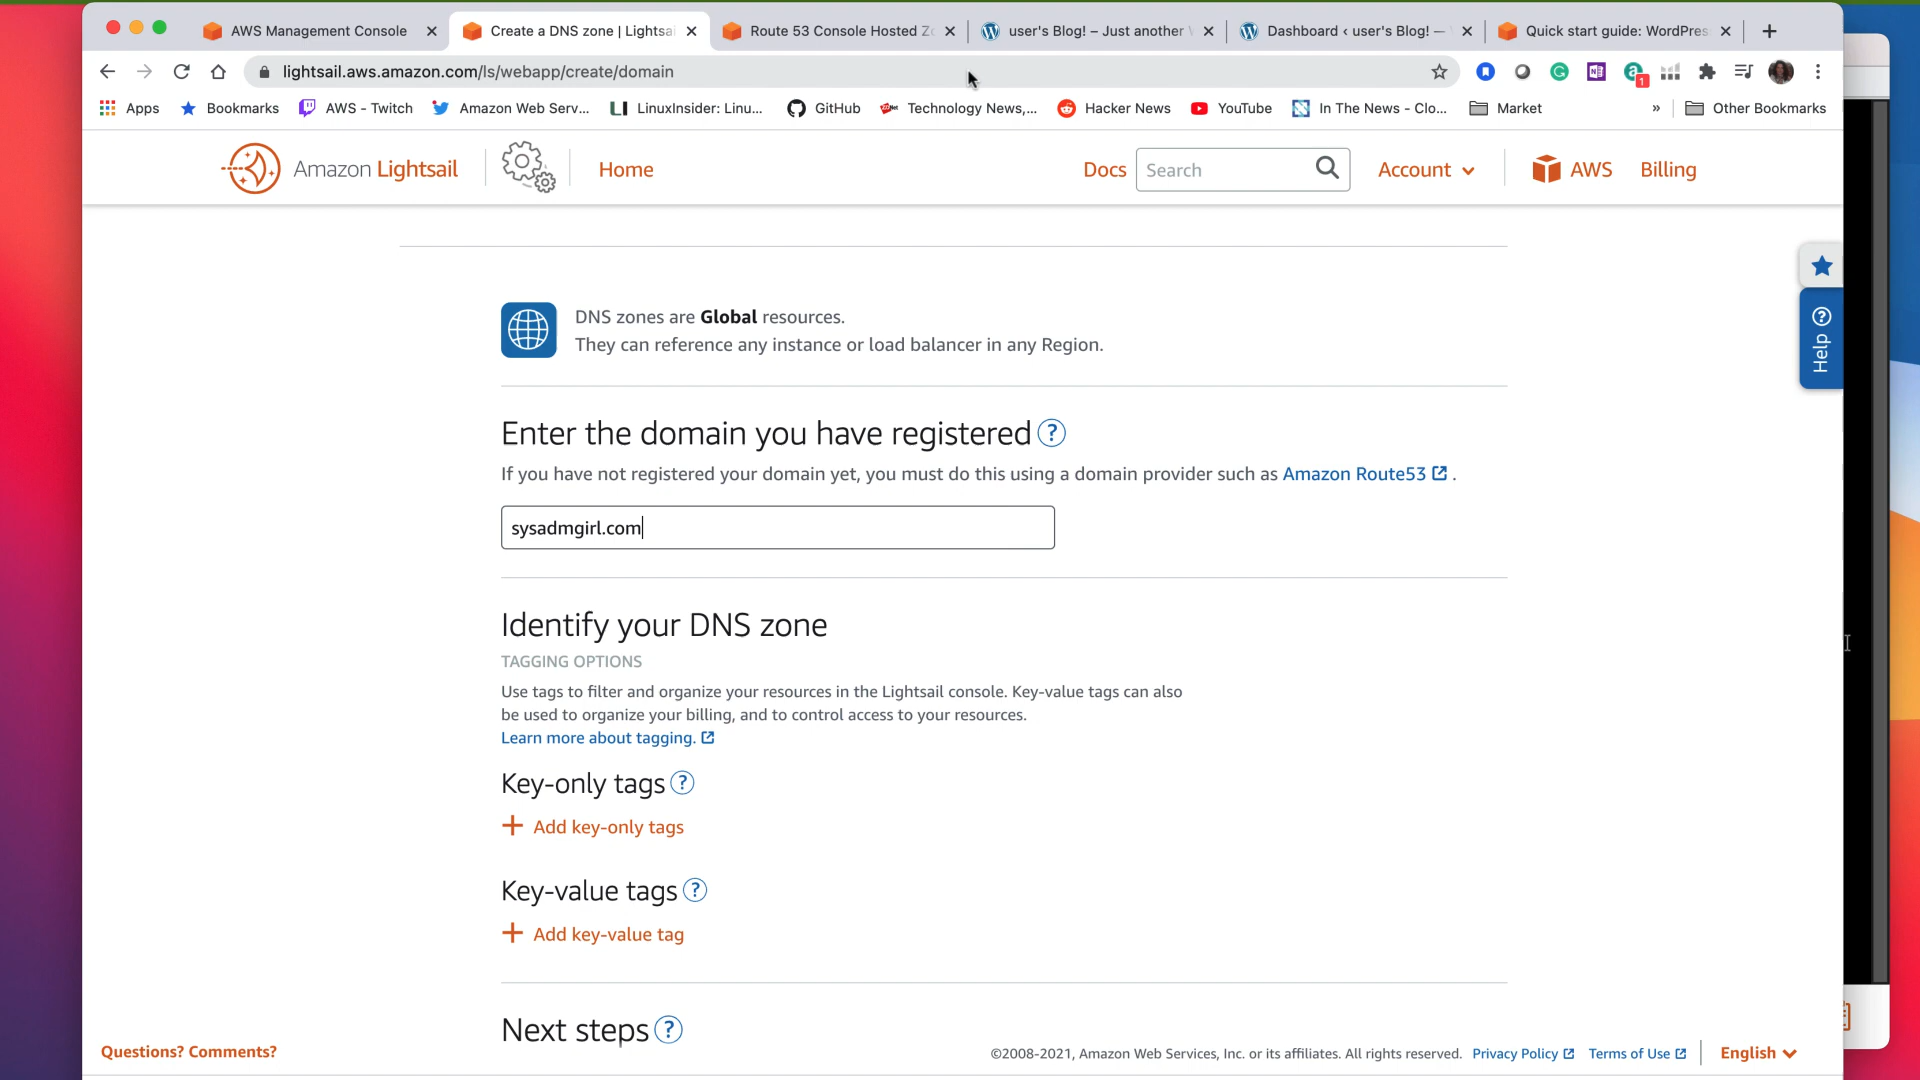 AWS Management Console
Create a DNS zone | Lightsai
Route 53 Console Hosted Zo
user's Blog! – Just another W
Dashboard ‹ user's Blog! —
Quick start guide: WordPres
lightsail.aws.amazon.com/ls/webapp/create/domain
1
Apps
Bookmarks
AWS - Twitch
Amazon Web Serv...
LinuxInsider: Linu...
GitHub
Technology News,...
Hacker News
YouTube
In The News - Clo...
Market
»
Other Bookmarks
Amazon Lightsail
Home
Docs
Search
Account
AWS
Billing
DNS zones are Global resources.
They can reference any instance or load balancer in any Region.
Help
Enter the domain you have registered ?
If you have not registered your domain yet, you must do this using a domain provider such as Amazon Route53 .
sysadmgirl.com
Identify your DNS zone
TAGGING OPTIONS
Use tags to filter and organize your resources in the Lightsail console. Key-value tags can also
be used to organize your billing, and to control access to your resources.
Learn more about tagging.
Key-only tags ?
+ Add key-only tags
Key-value tags ?
+ Add key-value tag
Next steps ?
Questions? Comments?
©2008-2021, Amazon Web Services, Inc. or its affiliates. All rights reserved.
Privacy Policy
Terms of Use
English